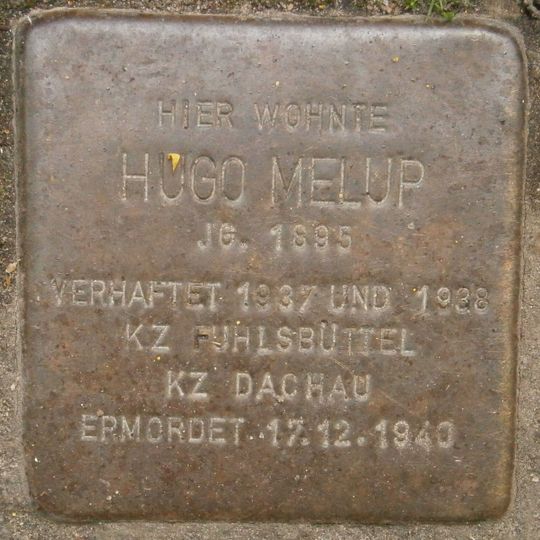 HIER WOHNTE
HUGO MELUP
JG. 1895
VERHAFTET 1937 UND 1938
KZ FUHLSBÜTTEL
KZ DACHAU
ERMORDET 17.12.1940